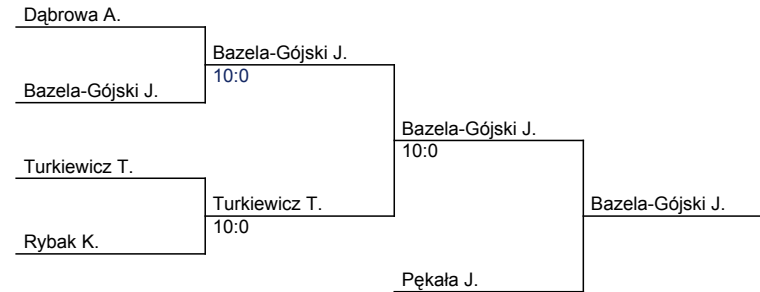 Dąbrowa A.
Bazela-Gójski J.
10:0
Bazela-Gójski J.
Bazela-Gójski J.
10:0
Turkiewicz T.
Turkiewicz T.
Bazela-Gójski J.
10:0
Rybak K.
Pękała J.